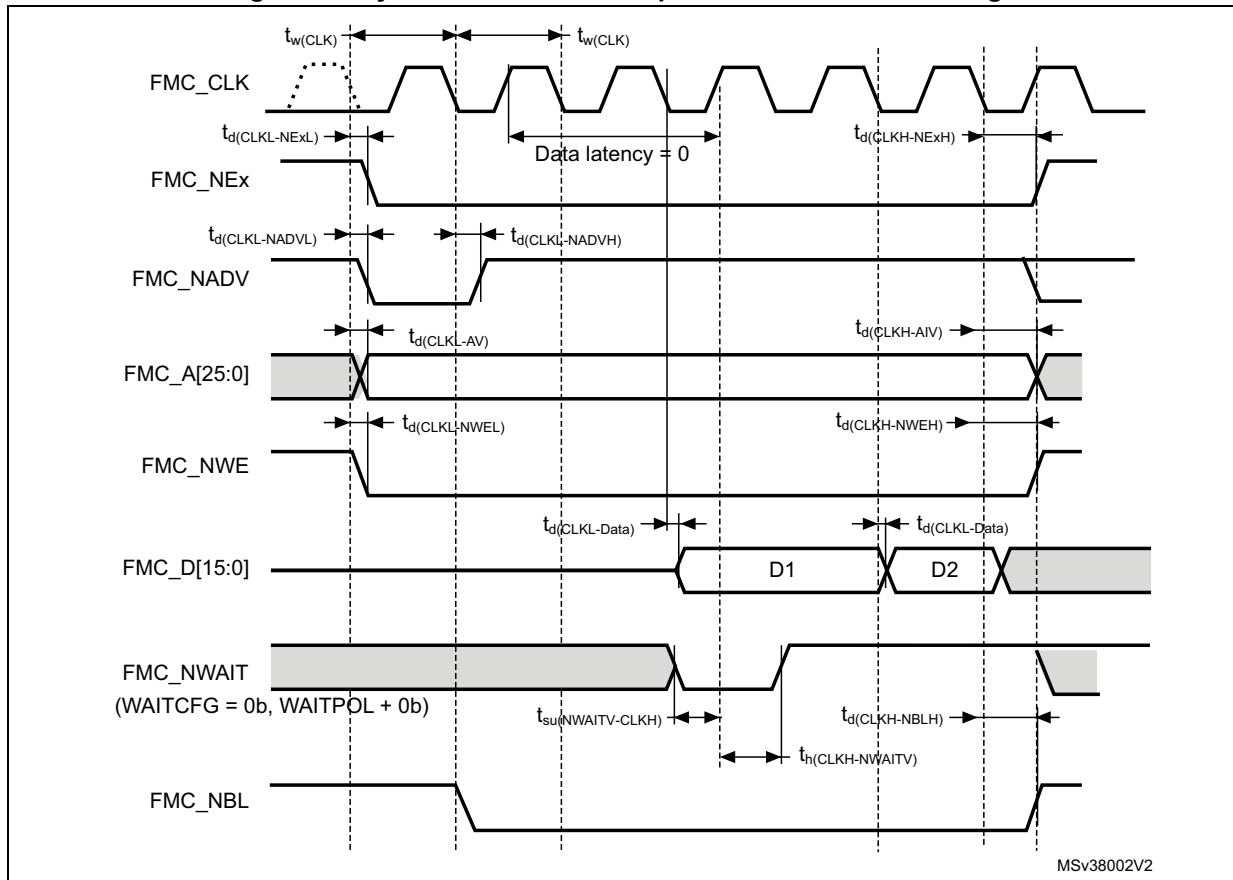 tw(CLK) tw(CLK)
FMC_CLK
td(CLKL-NExL) Data latency = 0 td(CLKH-NExH)
FMC_NEx
td(CLKL-NADVL) td(CLKL-NADVH)
FMC_NADV
td(CLKL-AV) td(CLKH-AIV)
FMC_A[25:0]
td(CLKL-NWEL) td(CLKH-NWEH)
FMC_NWE
td(CLKL-Data) td(CLKL-Data)
FMC_D[15:0] D1 D2
FMC_NWAIT
(WAITCFG = 0b, WAITPOL + 0b)
tsu(NWAITV-CLKH) td(CLKH-NBLH)
th(CLKH-NWAITV)
FMC_NBL
MSv38002V2